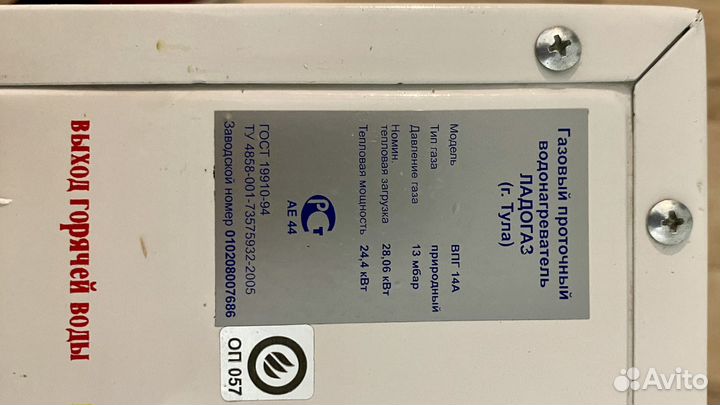 Газовый проточный
водонагреватель
ЛАДОГАЗ
(г. Тула)
Модель ВПГ 14А
Тип газа природный
Давление газа 13 мбар
Номин.
тепловая загрузка 28,06 кВт
Тепловая мощность 24,4 кВт
РСТ
АЕ 44
ГОСТ 19910-94
ТУ 4858-001-73575932-2005
Заводской номер 010208007686
ОП 057
ВЫХОД ГОРЯЧЕЙ ВОДЫ
Avito